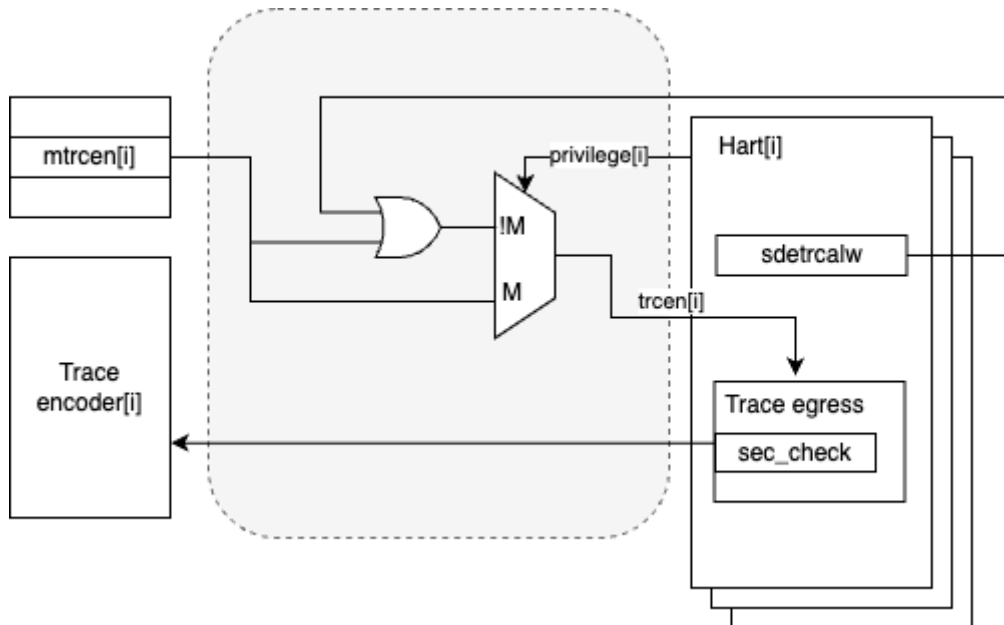 mtrcen[i]
privilege[i]
Hart[i]
!M
sdetrcalw
M
trcen[i]
Trace
encoder[i]
Trace egress
sec_check